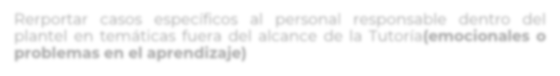 Rerportar casos específicos al personal responsable dentro del
plantel en temáticas fuera del alcance de la Tutoría(emocionales o
problemas en el aprendizaje)